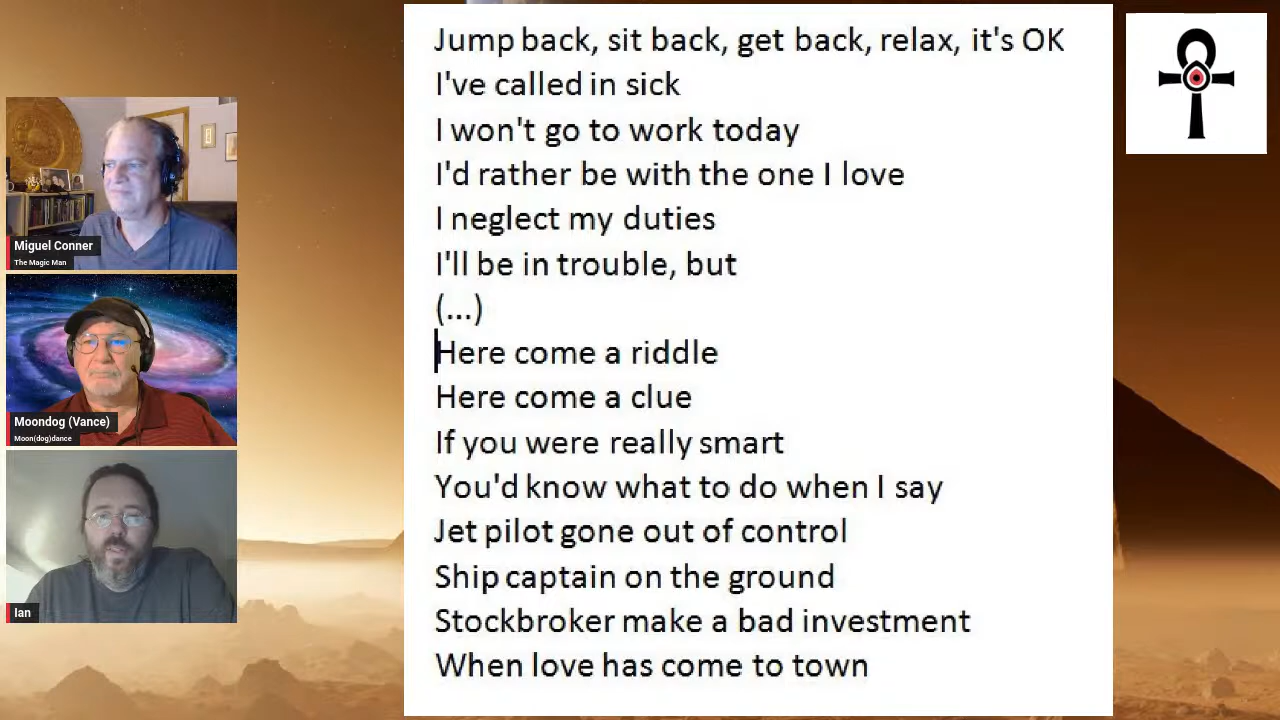 Jump back, sit back, get back, relax, it's OK
I've called in sick
I won't go to work today
I'd rather be with the one I love
I neglect my duties
I'll be in trouble, but
(...)
Here come a riddle
Here come a clue
If you were really smart
You'd know what to do when I say
Jet pilot gone out of control
Ship captain on the ground
Stockbroker make a bad investment
When love has come to town
Miguel Conner
The Magic Man
Moondog (Vance)
Moon(dog)dance
Ian